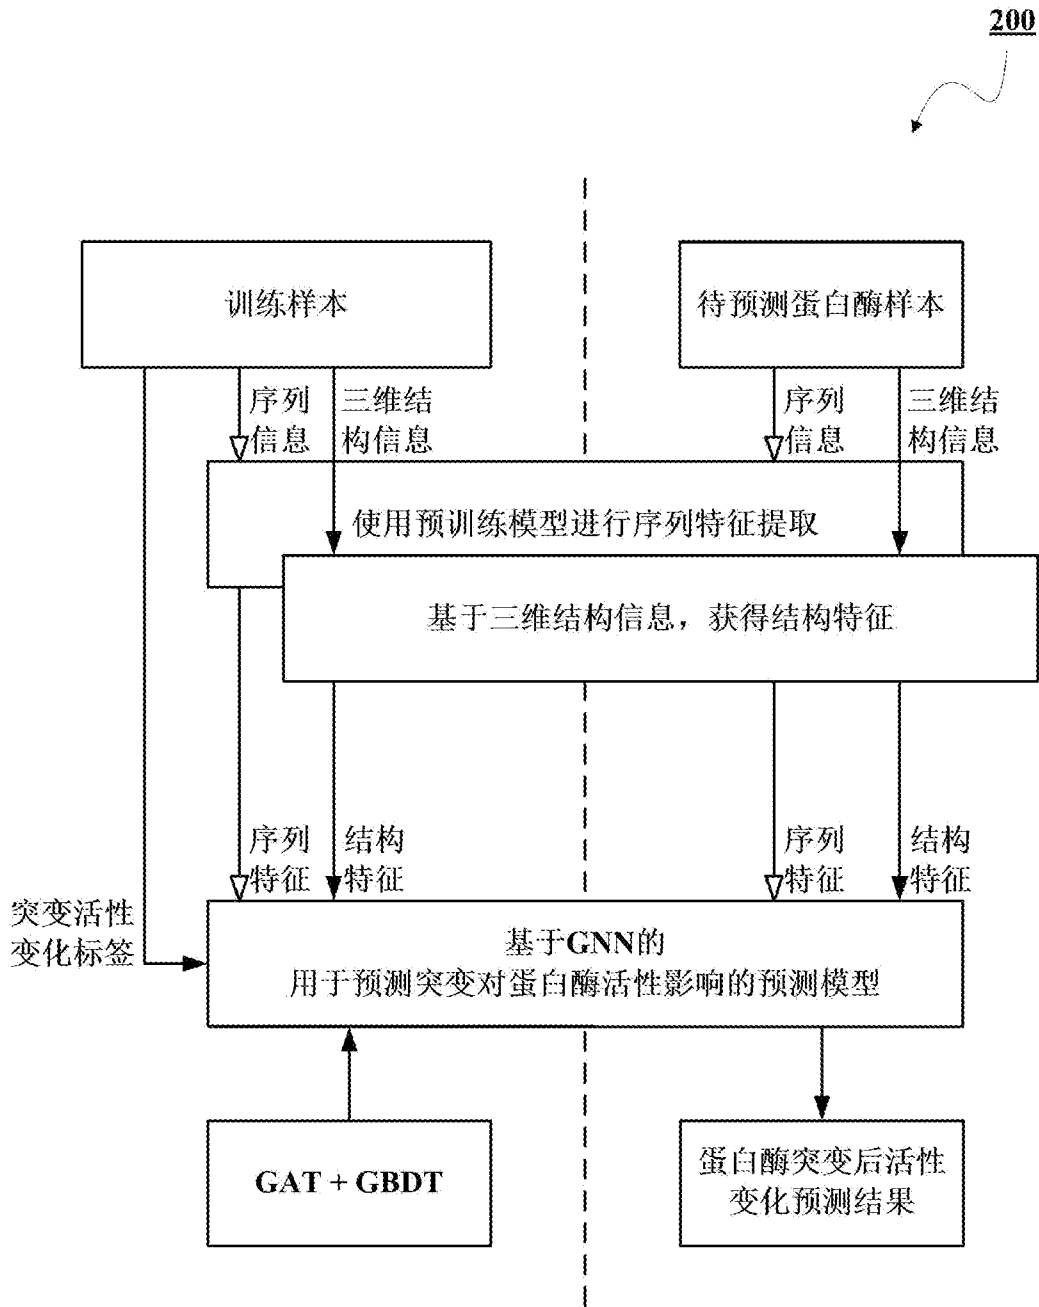 200
训练样本
待预测蛋白酶样本
序列
信息
三维结
构信息
序列
信息
三维结
构信息
使用预训练模型进行序列特征提取
基于三维结构信息，获得结构特征
序列
特征
结构
特征
序列
特征
结构
特征
突变活性
变化标签
基于GNN的
用于预测突变对蛋白酶活性影响的预测模型
GAT + GBDT
蛋白酶突变后活性
变化预测结果